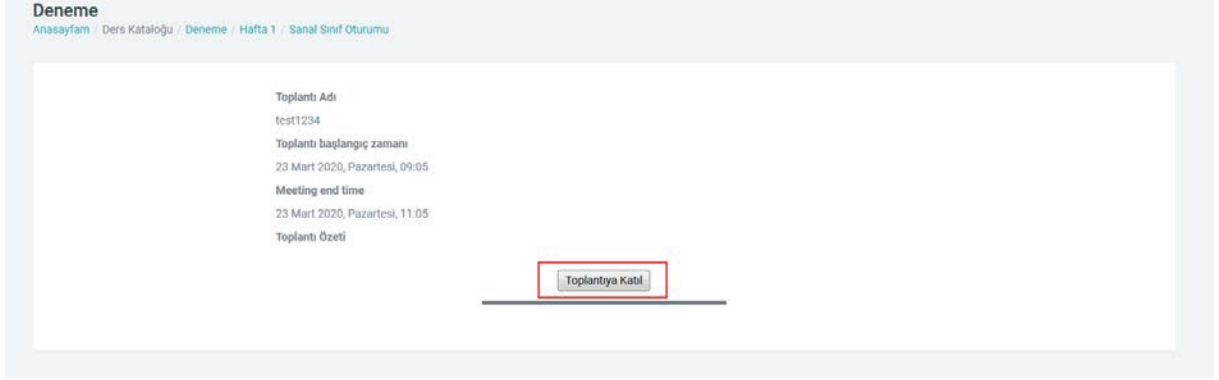 Deneme
Anasayfam / Ders Kataloğu / Deneme / Hafta 1 / Sanal Sınıf Oturumu
Toplantı Adı
test1234
Toplantı başlangıç zamanı
23 Mart 2020, Pazartesi, 09:05
Meeting end time
23 Mart 2020, Pazartesi, 11:05
Toplantı Özeti
Toplantıya Katıl